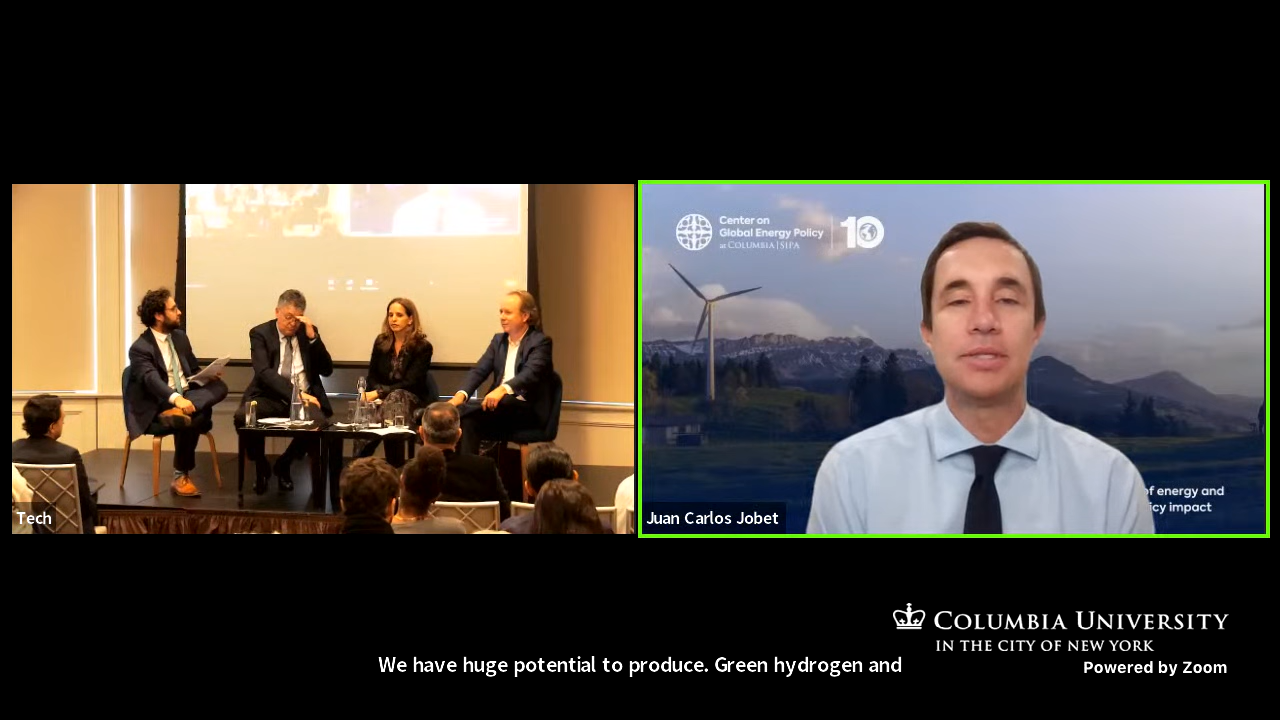 Center on
Global Energy Policy
at COLUMBIA | SIPA
10
of energy and
icy impact
Tech
Juan Carlos Jobet
COLUMBIA UNIVERSITY
IN THE CITY OF NEW YORK
We have huge potential to produce. Green hydrogen and
Powered by Zoom